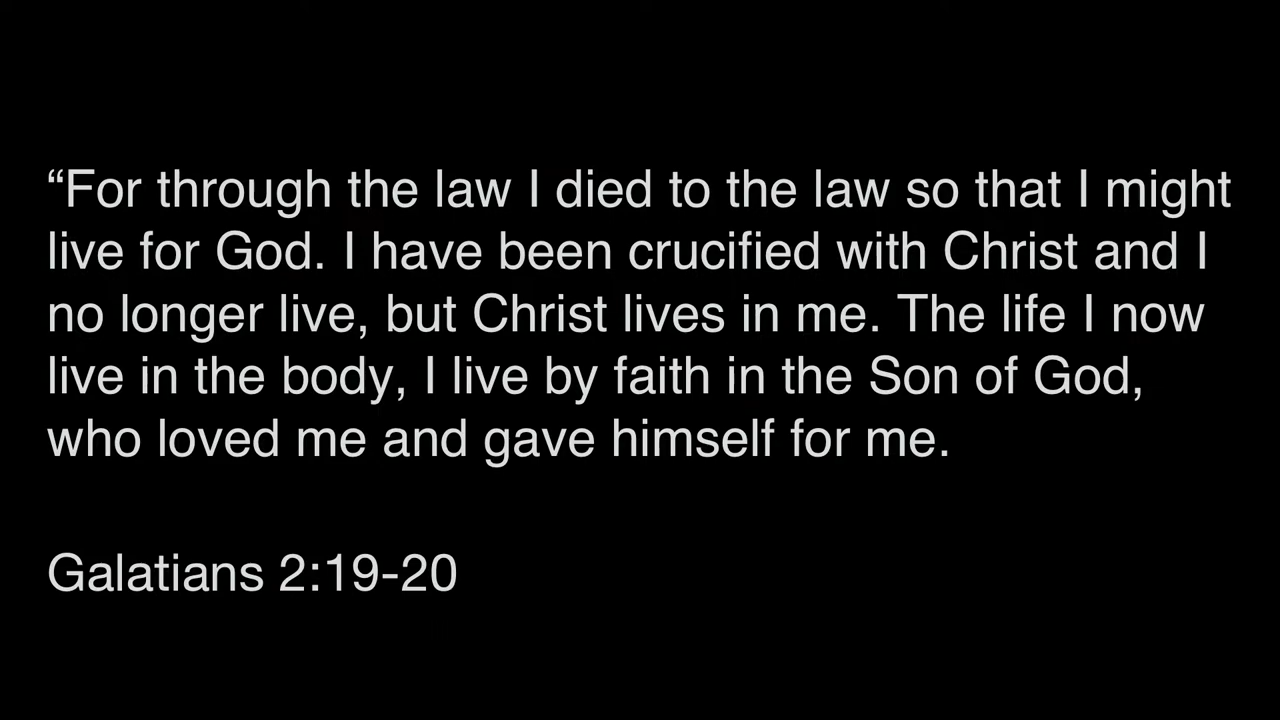 “For through the law I died to the law so that I might
live for God. I have been crucified with Christ and I
no longer live, but Christ lives in me. The life I now
live in the body, I live by faith in the Son of God,
who loved me and gave himself for me.
Galatians 2:19-20